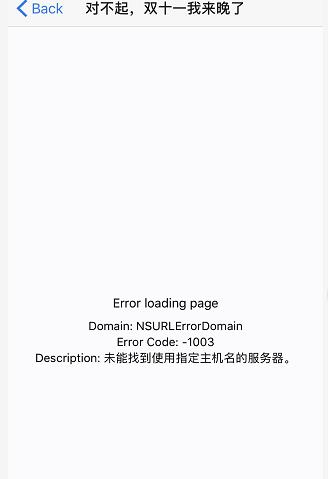 Back 对不起，双十一我来晚了
Error loading page
Domain: NSURLErrorDomain
Error Code: -1003
Description: 未能找到使用指定主机名的服务器。